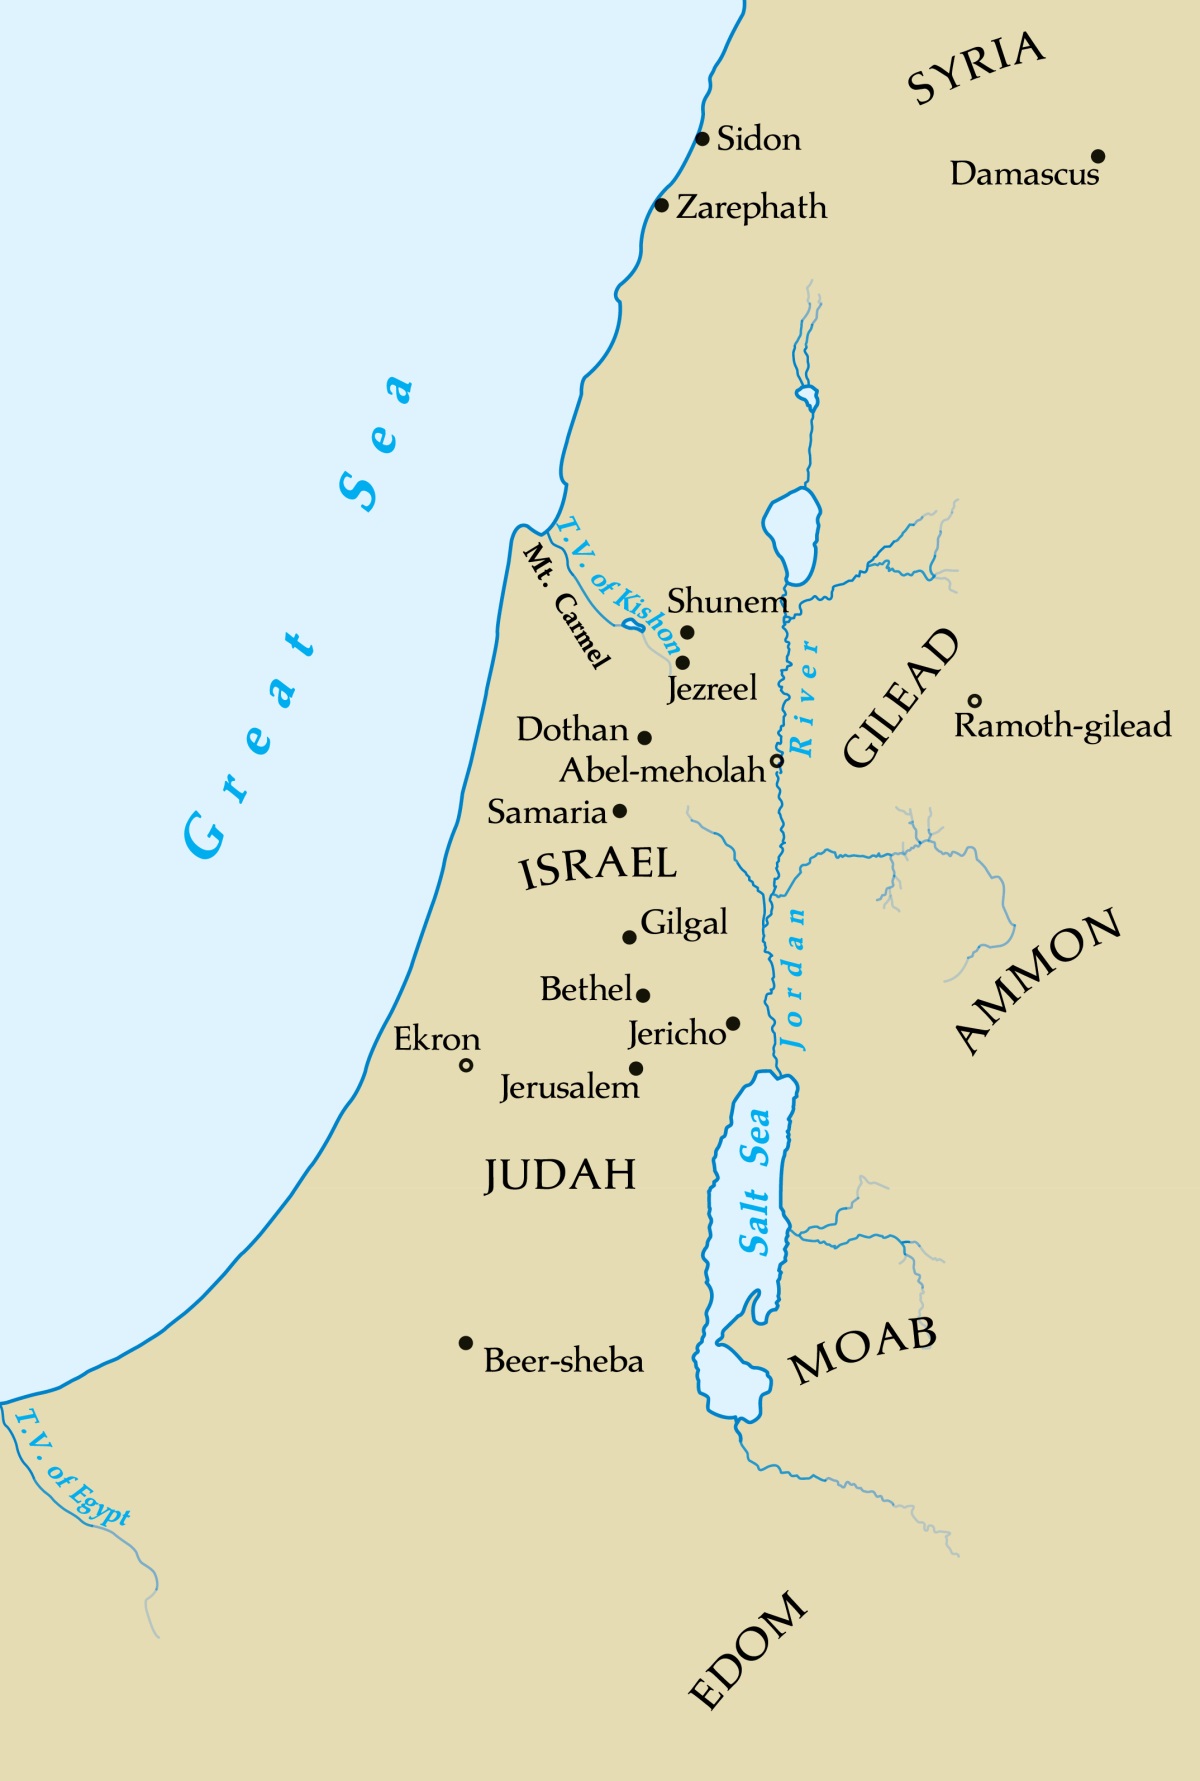 SYRIA
Sidon
Damascus
Zarephath
Great Sea
T.V. of Kishon
Mt. Carmel
Shunem
Jezreel
River
GILEAD
Ramoth-gilead
Dothan
Abel-meholah
Samaria
ISRAEL
Gilgal
Jordan
AMMON
Bethel
Jericho
Ekron
Jerusalem
Salt Sea
JUDAH
MOAB
Beer-sheba
T.V. of Egypt
EDOM